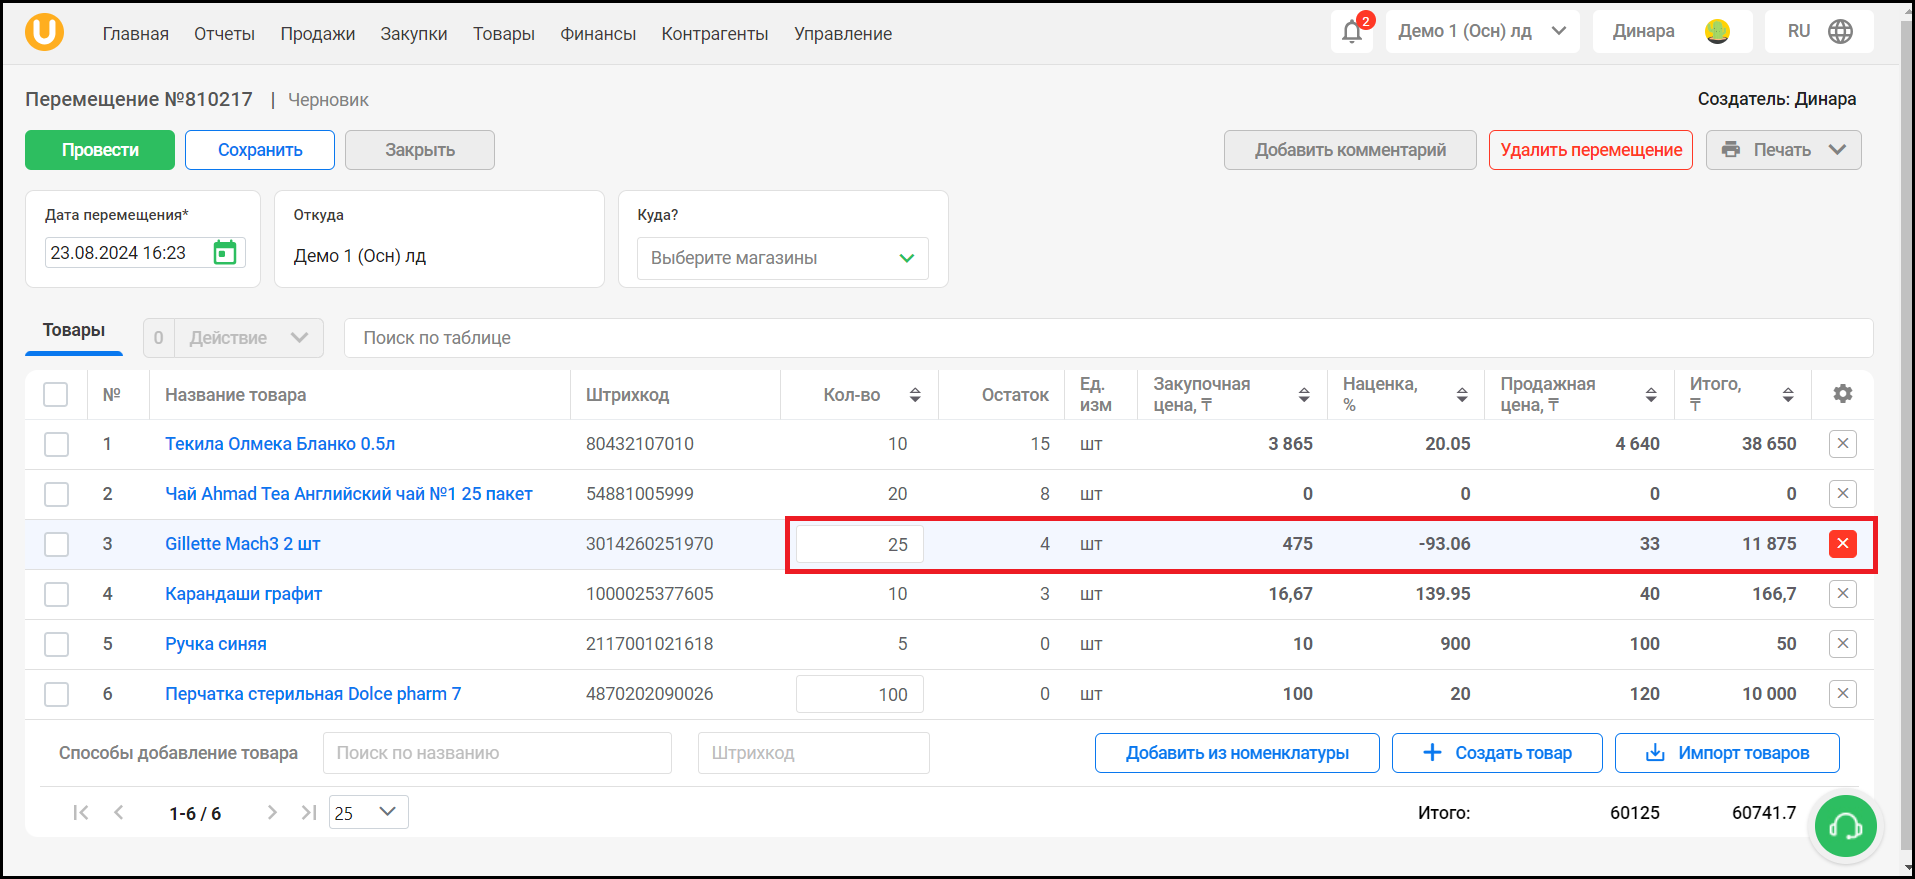 U Главная Отчеты Продажи Закупки Товары Финансы Контрагенты Управление 2 Демо 1 (Осн) лд Динара RU
Перемещение №810217 | Черновик Создатель: Динара
Провести Сохранить Закрыть Добавить комментарий Удалить перемещение Печать
Дата перемещения* Откуда Куда?
23.08.2024 16:23 Демо 1 (Осн) лд Выберите магазины
Товары 0 Действие Поиск по таблице
№ Название товара Штрихкод Кол-во Остаток Ед. изм Закупочная цена, ₸ Наценка, % Продажная цена, ₸ Итого, ₸
1 Текила Олмека Бланко 0.5л 80432107010 10 15 шт 3 865 20.05 4 640 38 650
2 Чай Ahmad Tea Английский чай №1 25 пакет 54881005999 20 8 шт 0 0 0 0
3 Gillette Mach3 2 шт 3014260251970 25 4 шт 475 -93.06 33 11 875
4 Карандаши графит 1000025377605 10 3 шт 16,67 139.95 40 166,7
5 Ручка синяя 2117001021618 5 0 шт 10 900 100 50
6 Перчатка стерильная Dolce pharm 7 4870202090026 100 0 шт 100 20 120 10 000
Способы добавление товара Поиск по названию Штрихкод Добавить из номенклатуры Создать товар Импорт товаров
1-6 / 6 25 Итого: 60125 60741.7